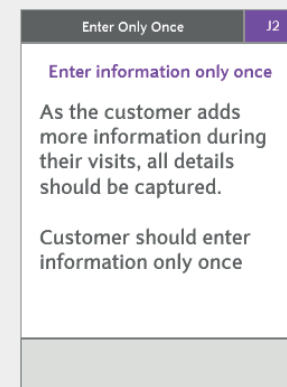 Enter Only Once
J2
Enter information only once
As the customer adds
more information during
their visits, all details
should be captured.
Customer should enter
information only once